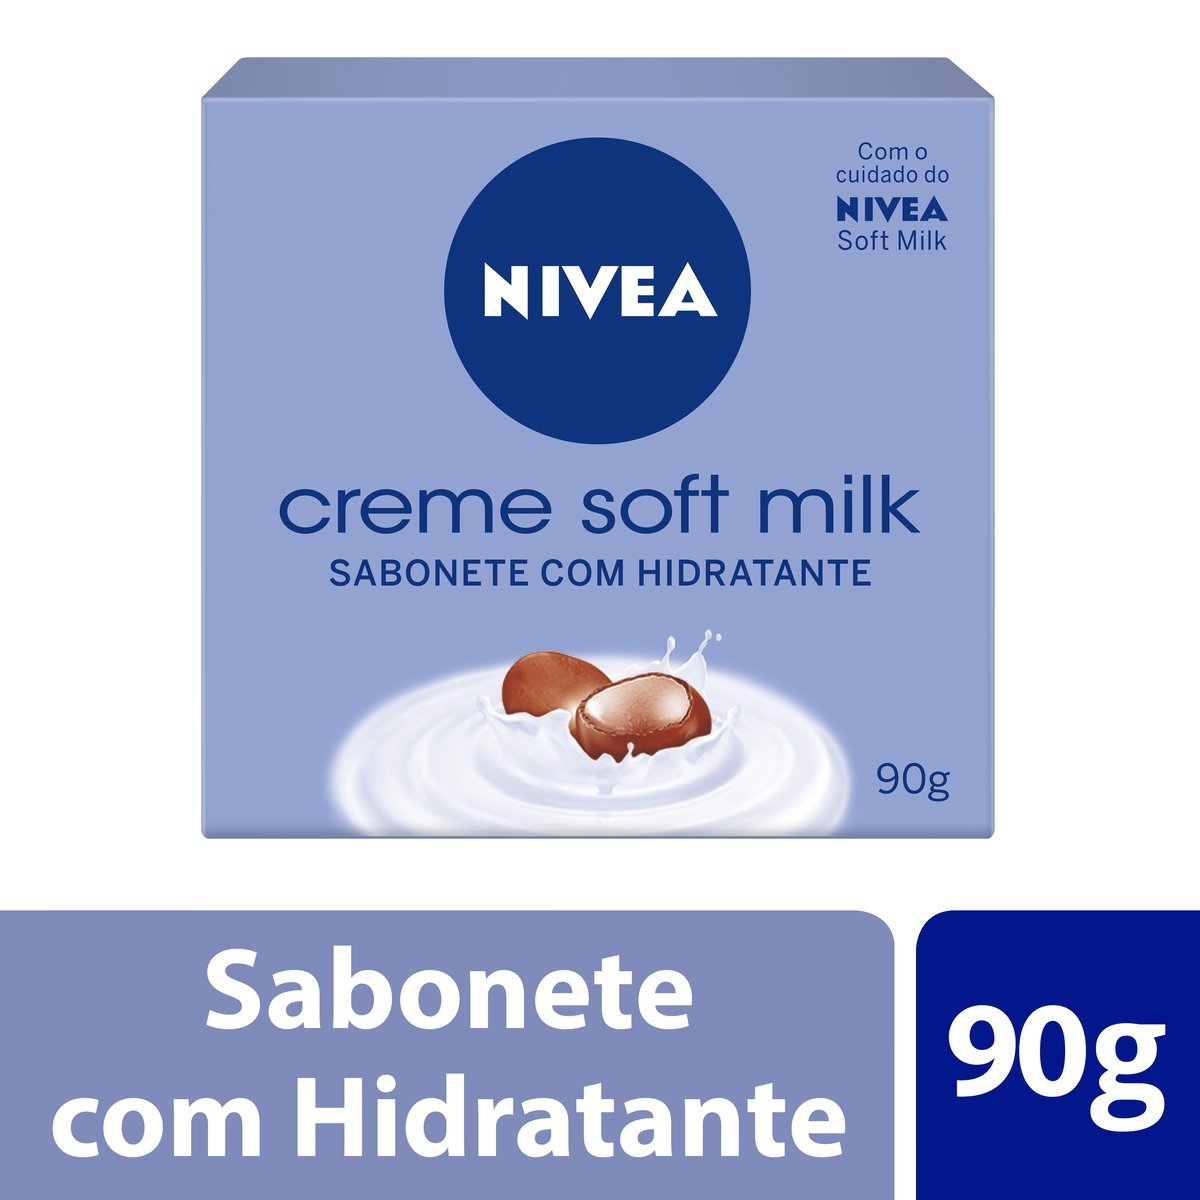 NIVEA
Com o
cuidado do
NIVEA
Soft Milk
creme soft milk
SABONETE COM HIDRATANTE
90g
Sabonete
com Hidratante
90g